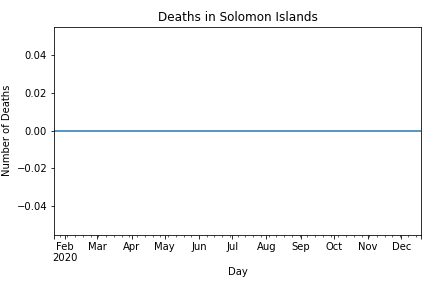 Deaths in Solomon Islands
0.04
0.02
0.00
−0.02
−0.04
Number of Deaths
Feb Mar Apr May Jun Jul Aug Sep Oct Nov Dec
2020
Day